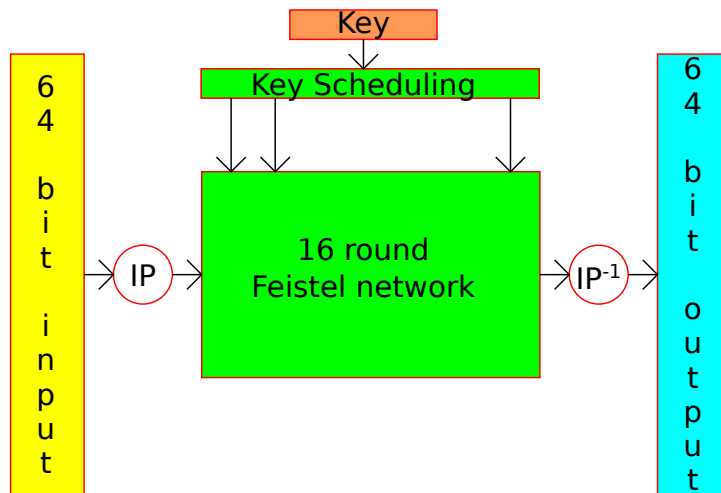 Key
Key Scheduling
64 bit input
IP
16 round
Feistel network
IP⁻¹
64 bit output